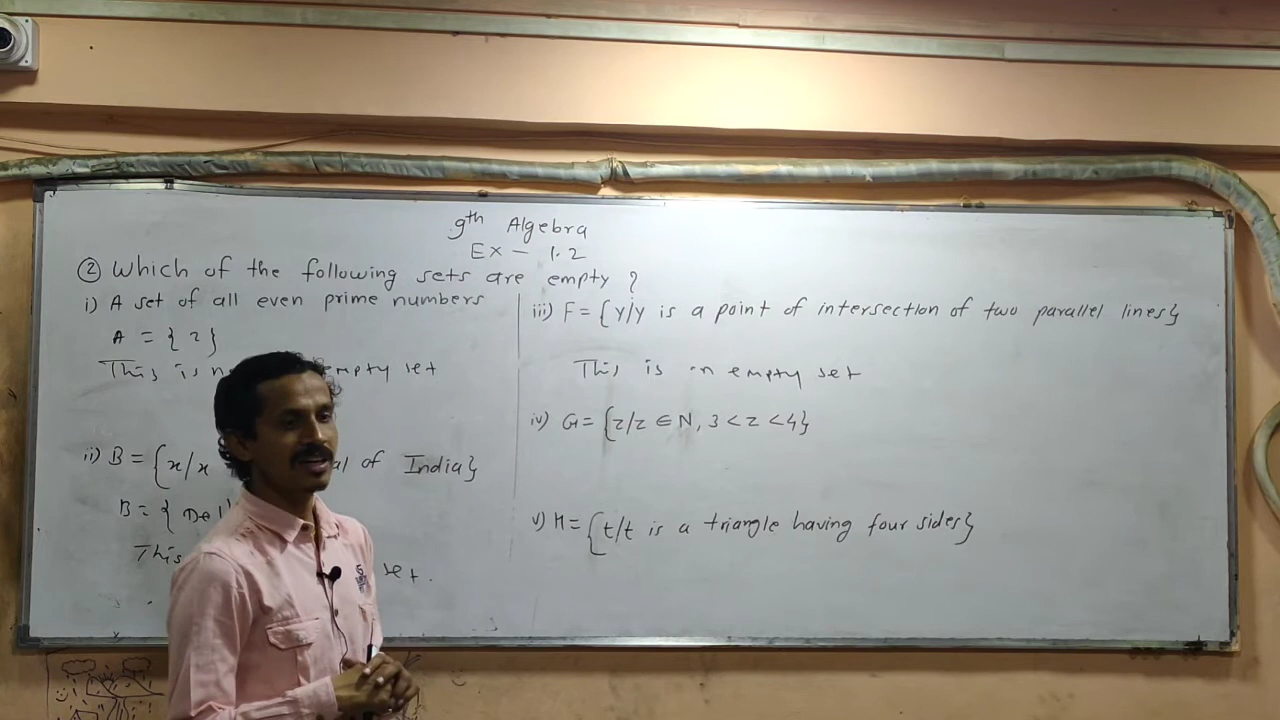 9th Algebra
Ex - 1.2
② Which of the following sets are empty ?
i) A set of all even prime numbers
A = { 2 }
This is empty set
ii) B = {x/x of India}
B = {
This set.
iii) F = {y/y is a point of intersection of two parallel lines}
This is an empty set
iv) G = {z/z ∈ N, 3 < z < 4}
v) H = {t/t is a triangle having four sides}